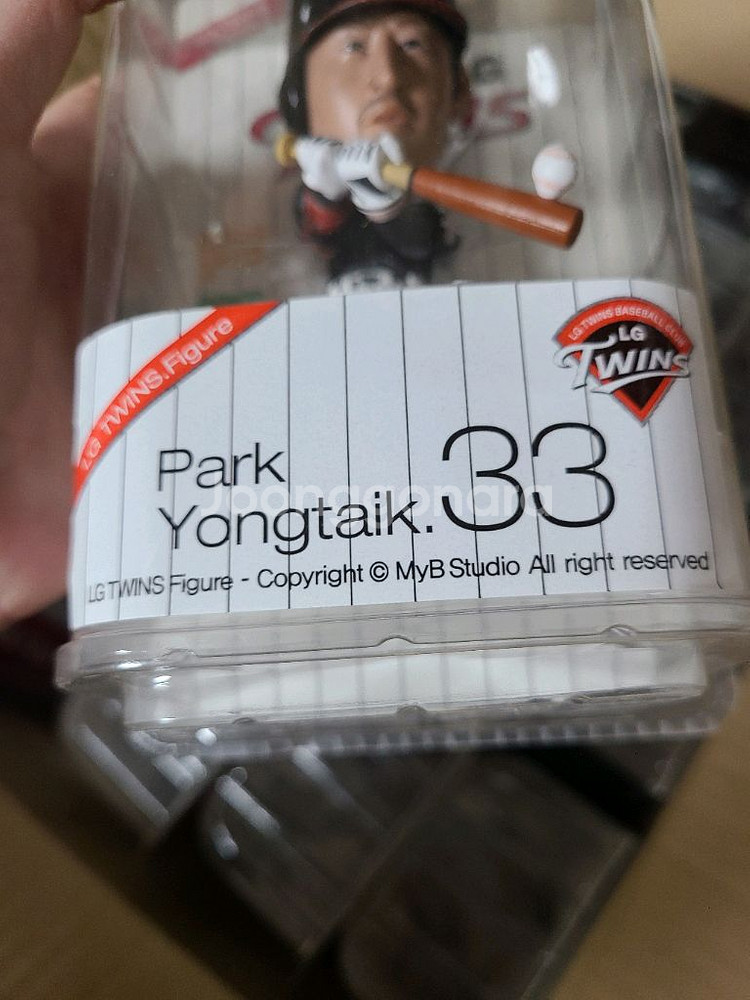 LG TWINS.Figure
LG TWINS BASEBALL CLUB
LG
TWINS
Park
Yongtaik.33
Joonggonara
LG TWINS Figure - Copyright © MyB Studio All right reserved